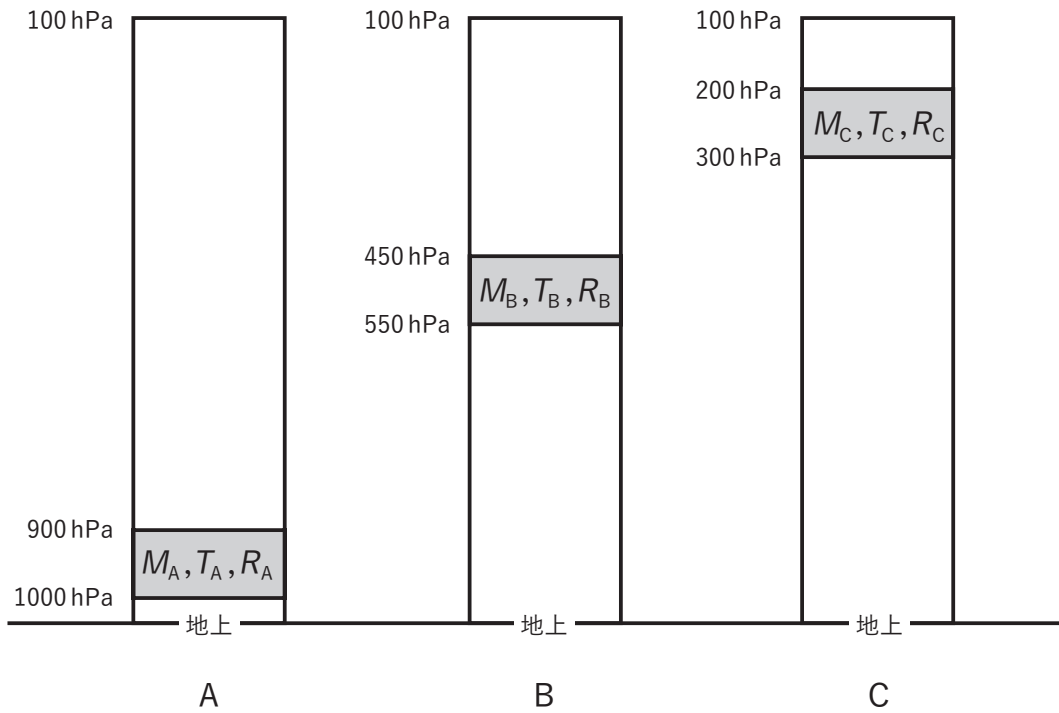 100 hPa
900 hPa
M_A, T_A, R_A
1000 hPa
地上
A
100 hPa
450 hPa
M_B, T_B, R_B
550 hPa
地上
B
100 hPa
200 hPa
M_C, T_C, R_C
300 hPa
地上
C